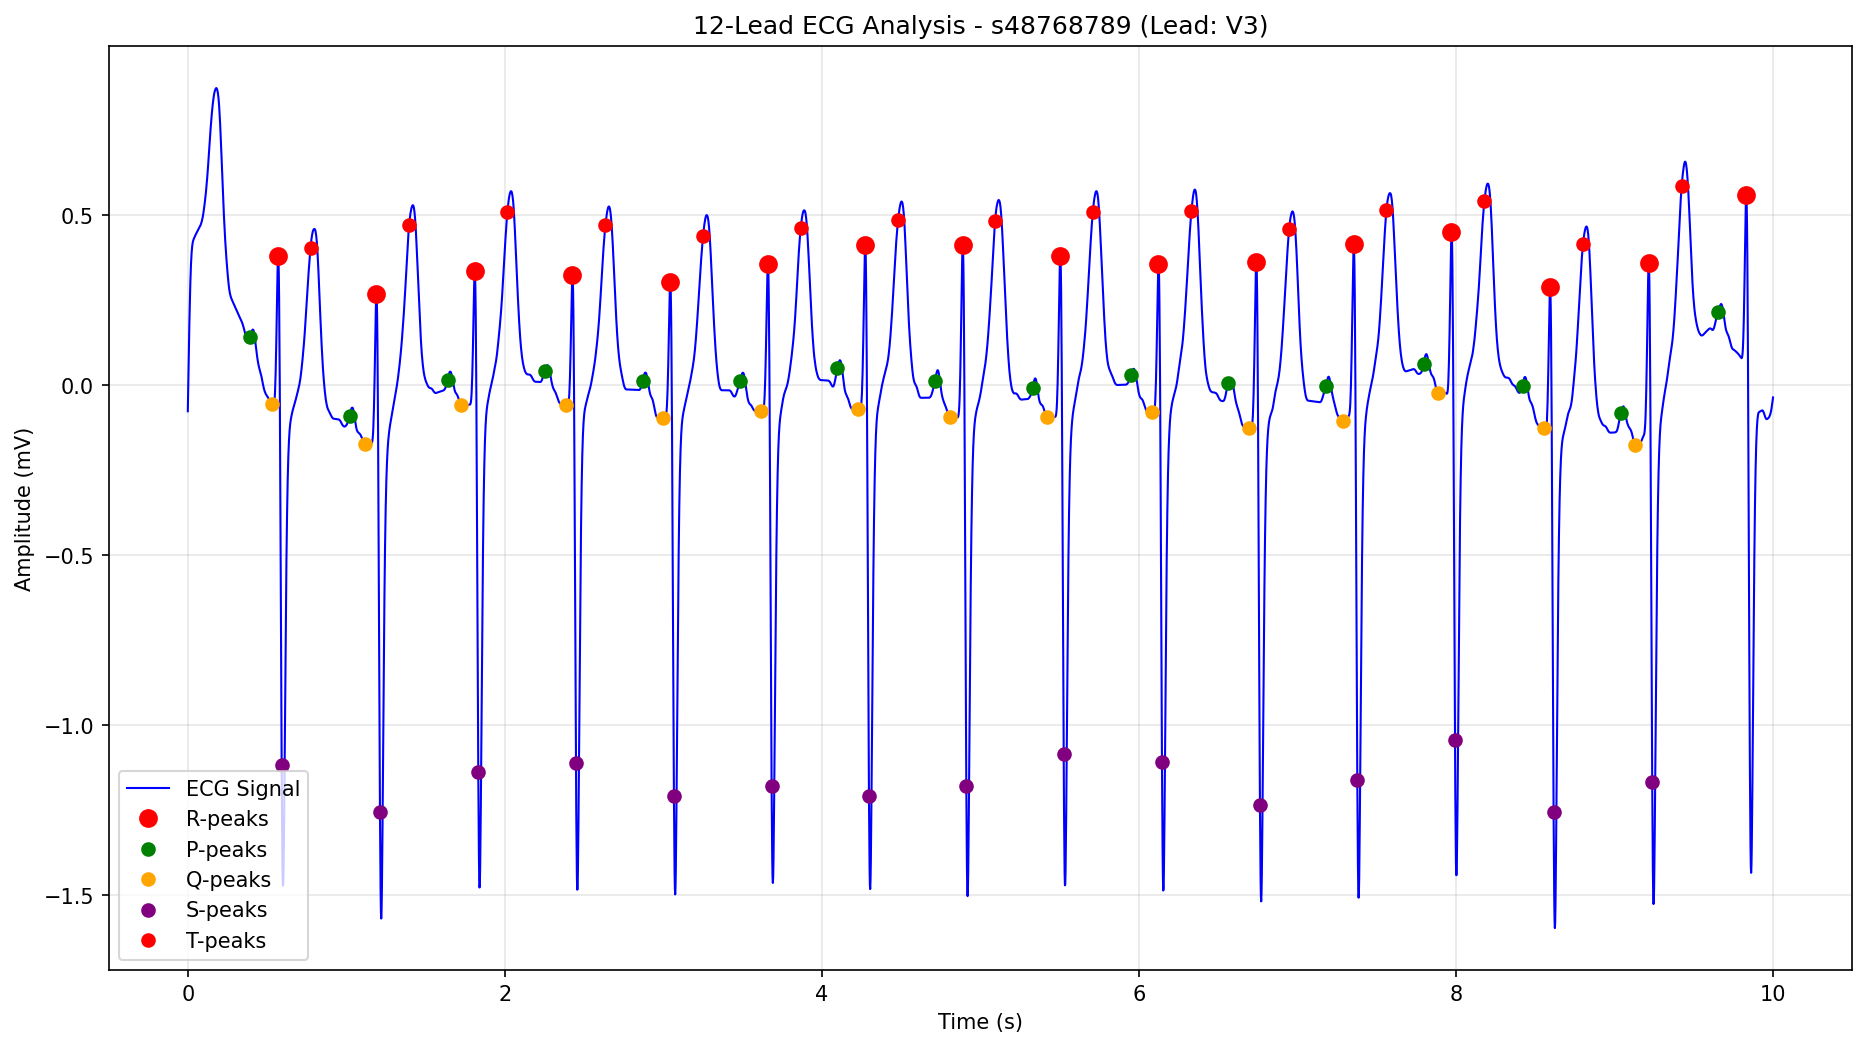 12-Lead ECG Analysis - s48768789 (Lead: V3)
Amplitude (mV)
0.5
0.0
−0.5
−1.0
−1.5
ECG Signal
R-peaks
P-peaks
Q-peaks
S-peaks
T-peaks
0 2 4 6 8 10
Time (s)